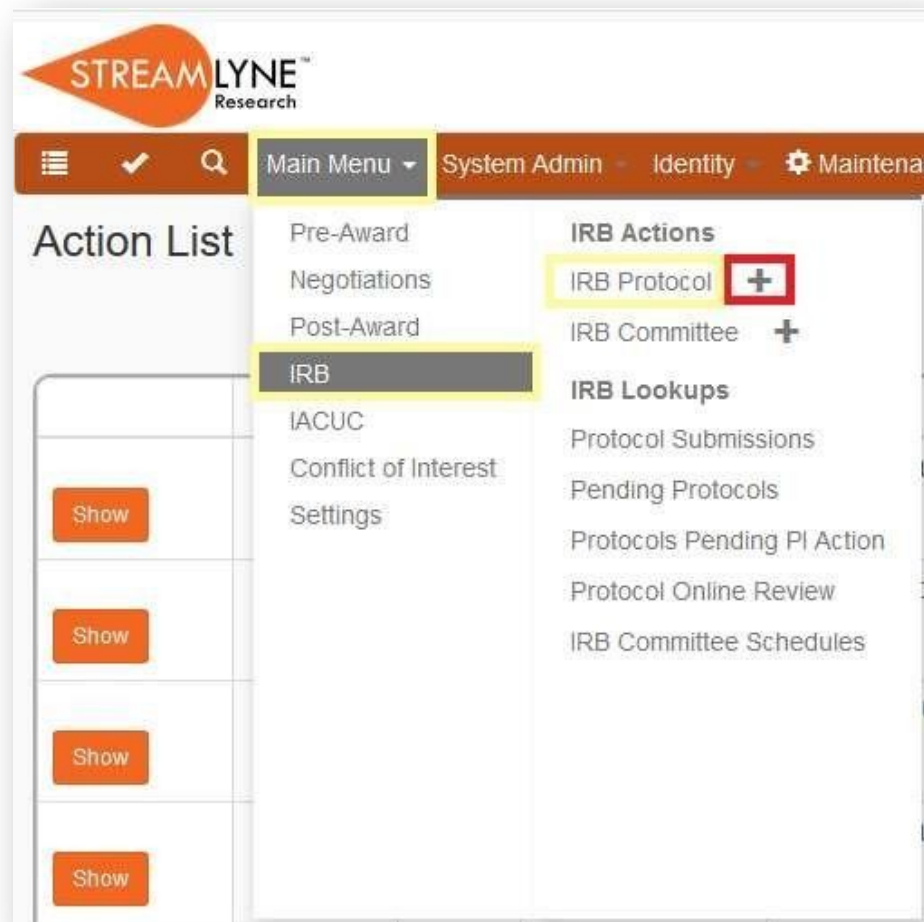 STREAMLYNE™
Research
Main Menu System Admin Identity
Action List
Pre-Award
Negotiations
Post-Award
IRB
IACUC
Conflict of Interest
Settings
IRB Actions
IRB Protocol +
IRB Committee +
IRB Lookups
Protocol Submissions
Pending Protocols
Protocols Pending PI Action
Protocol Online Review
IRB Committee Schedules
Show
Show
Show
Show